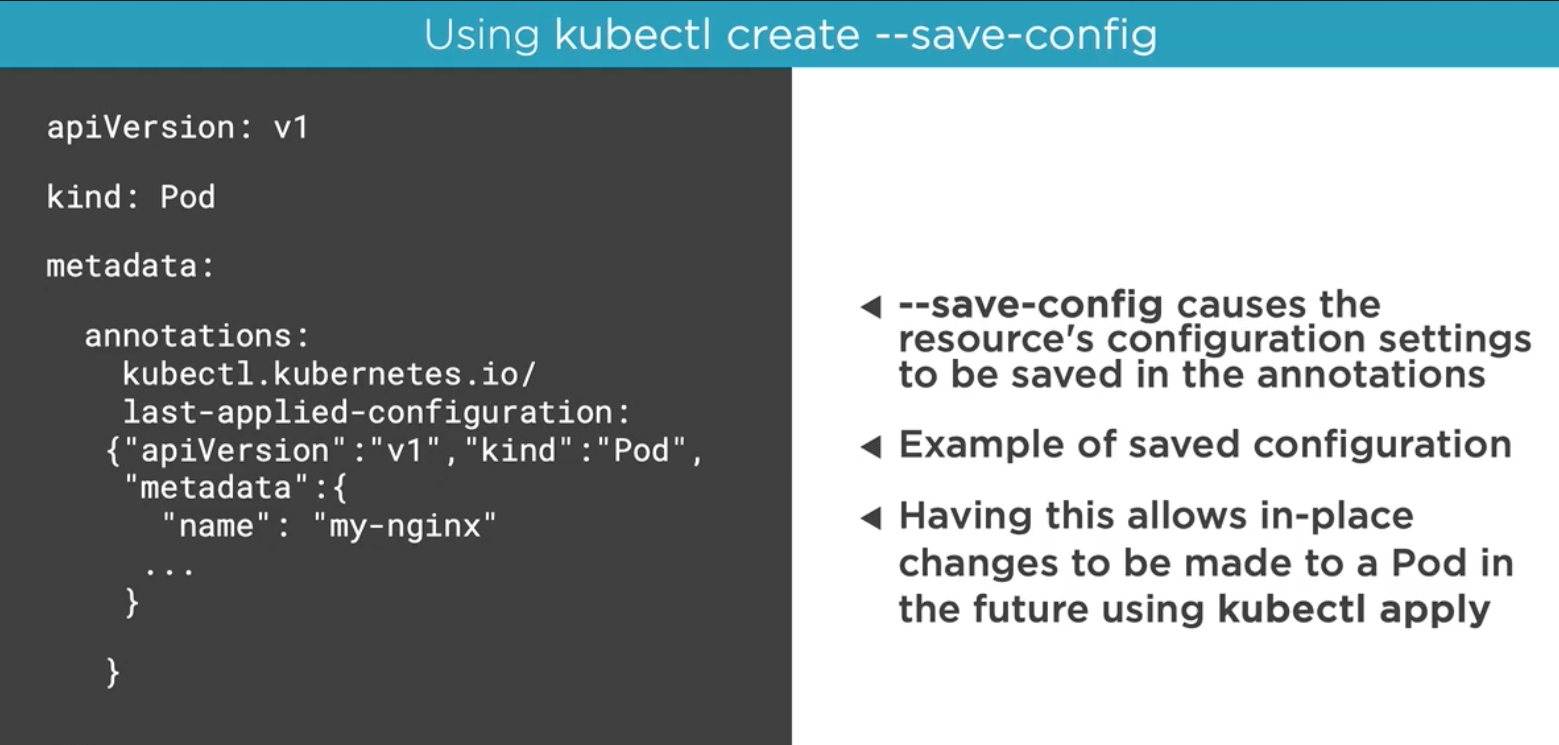 Using kubectl create --save-config
apiVersion: v1
kind: Pod
metadata:
annotations:
kubectl.kubernetes.io/
last-applied-configuration:
{"apiVersion":"v1","kind":"Pod",
"metadata":{
"name": "my-nginx"
...
}
}
--save-config causes the
resource's configuration settings
to be saved in the annotations
Example of saved configuration
Having this allows in-place
changes to be made to a Pod in
the future using kubectl apply